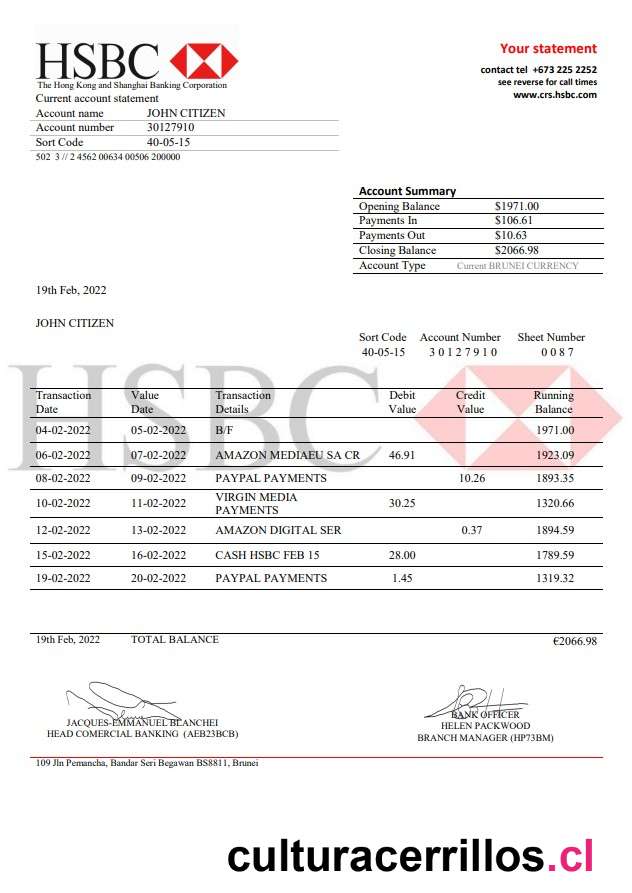 HSBC
The Hong Kong and Shanghai Banking Corporation
Current account statement
Account name JOHN CITIZEN
Account number 30127910
Sort Code 40-05-15
502 3 // 2 4562 00634 00506 200000
Your statement
contact tel +673 225 2252
see reverse for call times
www.crs.hsbc.com
Account Summary
Opening Balance $1971.00
Payments In $106.61
Payments Out $10.63
Closing Balance $2066.98
Account Type Current BRUNEI CURRENCY
19th Feb, 2022
JOHN CITIZEN
Sort Code Account Number Sheet Number
40-05-15 3 0 1 2 7 9 1 0 0 0 8 7
HSBC
Transaction Date Value Date Transaction Details Debit Value Credit Value Running Balance
04-02-2022 05-02-2022 B/F 1971.00
06-02-2022 07-02-2022 AMAZON MEDIAEU SA CR 46.91 1923.09
08-02-2022 09-02-2022 PAYPAL PAYMENTS 10.26 1893.35
10-02-2022 11-02-2022 VIRGIN MEDIA PAYMENTS 30.25 1320.66
12-02-2022 13-02-2022 AMAZON DIGITAL SER 0.37 1894.59
15-02-2022 16-02-2022 CASH HSBC FEB 15 28.00 1789.59
19-02-2022 20-02-2022 PAYPAL PAYMENTS 1.45 1319.32
19th Feb, 2022 TOTAL BALANCE €2066.98
JACQUES-EMMANUEL BLANCHEI
HEAD COMERCIAL BANKING (AEB23BCB)
BANK OFFICER
HELEN PACKWOOD
BRANCH MANAGER (HP73BM)
109 Jln Pemancha, Bandar Seri Begawan BS8811, Brunei
culturacerrillos.cl